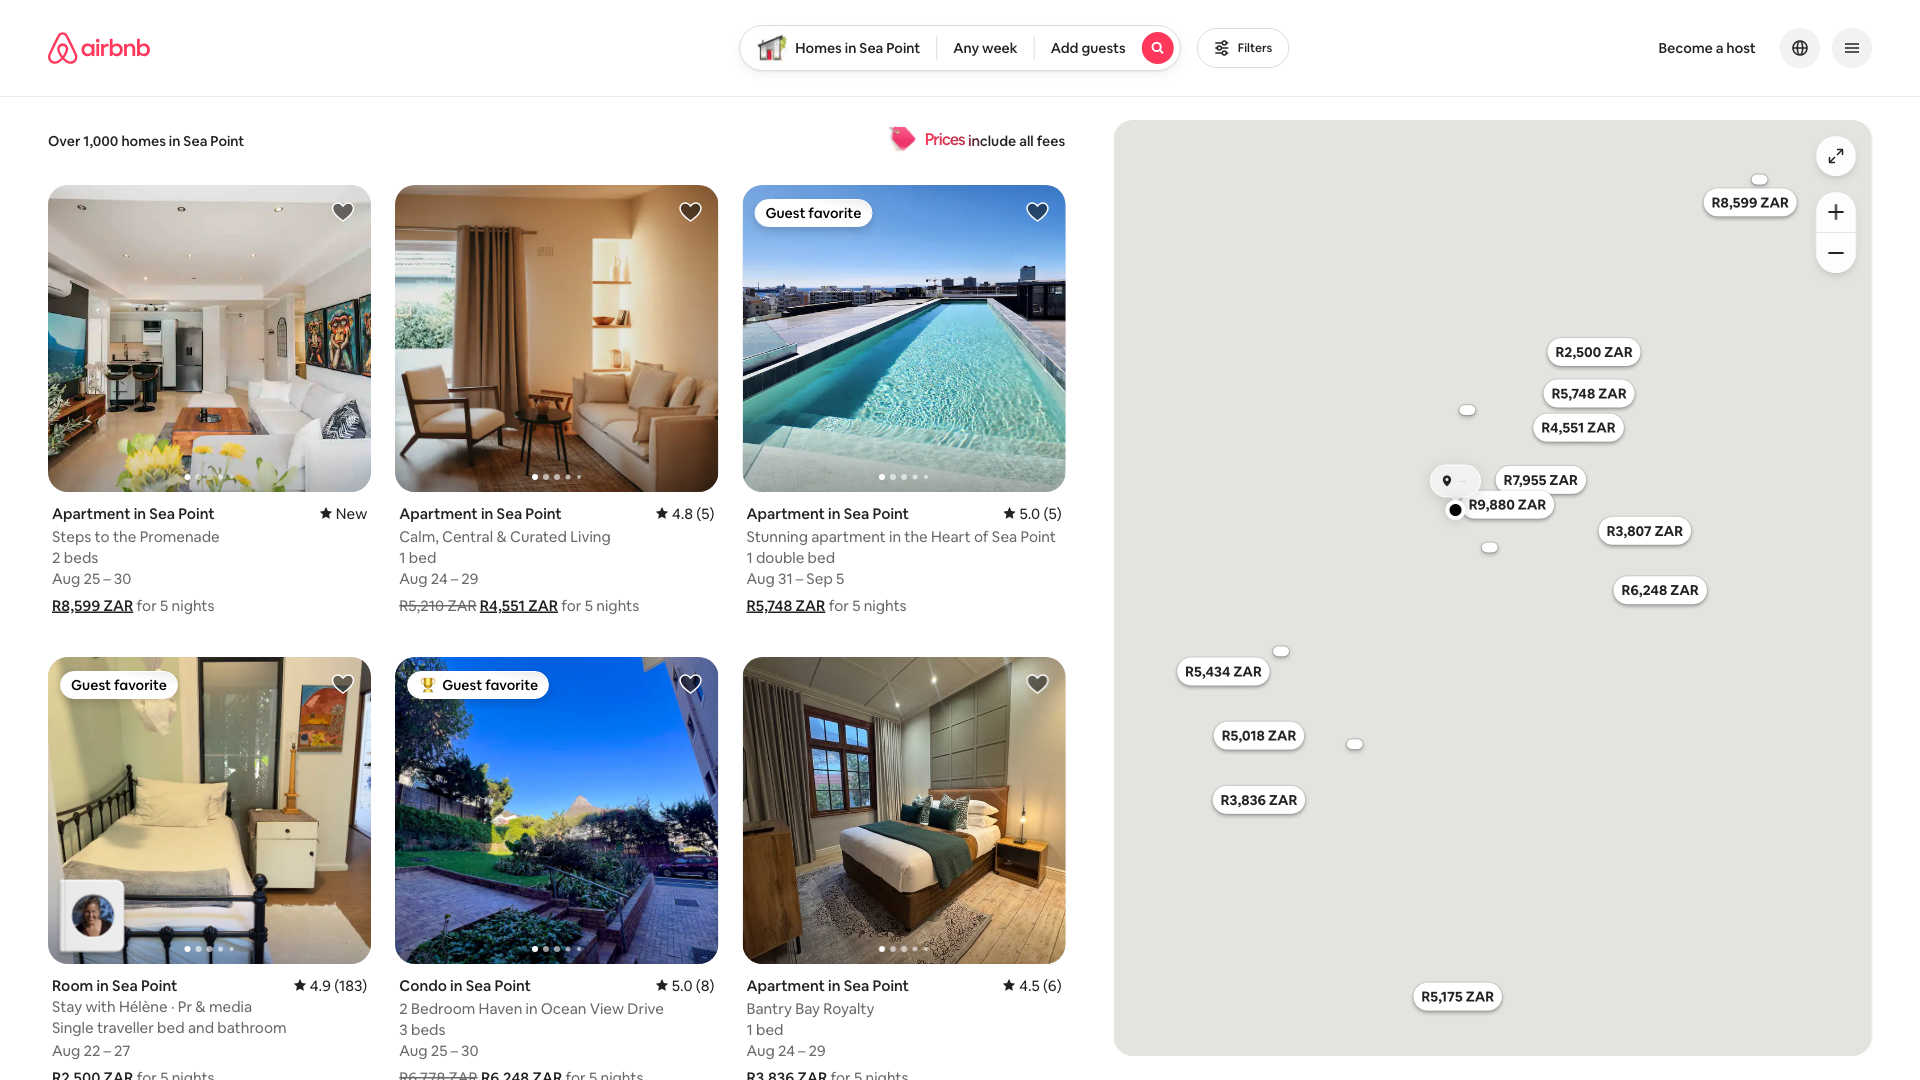 airbnb
Homes in Sea Point
Any week
Add guests
Filters
Become a host
Over 1,000 homes in Sea Point
Prices include all fees
Apartment in Sea Point
New
Steps to the Promenade
2 beds
Aug 25 – 30
R8,599 ZAR for 5 nights
Apartment in Sea Point
4.8 (5)
Calm, Central & Curated Living
1 bed
Aug 24 – 29
R5,210 ZAR R4,551 ZAR for 5 nights
Guest favorite
Apartment in Sea Point
5.0 (5)
Stunning apartment in the Heart of Sea Point
1 double bed
Aug 31 – Sep 5
R5,748 ZAR for 5 nights
Guest favorite
Room in Sea Point
4.9 (183)
Stay with Hélène · Pr & media
Single traveller bed and bathroom
Aug 22 – 27
R2,500 ZAR for 5 nights
Guest favorite
Condo in Sea Point
5.0 (8)
2 Bedroom Haven in Ocean View Drive
3 beds
Aug 25 – 30
R6,778 ZAR R6,248 ZAR for 5 nights
Apartment in Sea Point
4.5 (6)
Bantry Bay Royalty
1 bed
Aug 24 – 29
R3,836 ZAR for 5 nights
R8,599 ZAR
R2,500 ZAR
R5,748 ZAR
R4,551 ZAR
R7,955 ZAR
R9,880 ZAR
R3,807 ZAR
R6,248 ZAR
R5,434 ZAR
R5,018 ZAR
R3,836 ZAR
R5,175 ZAR